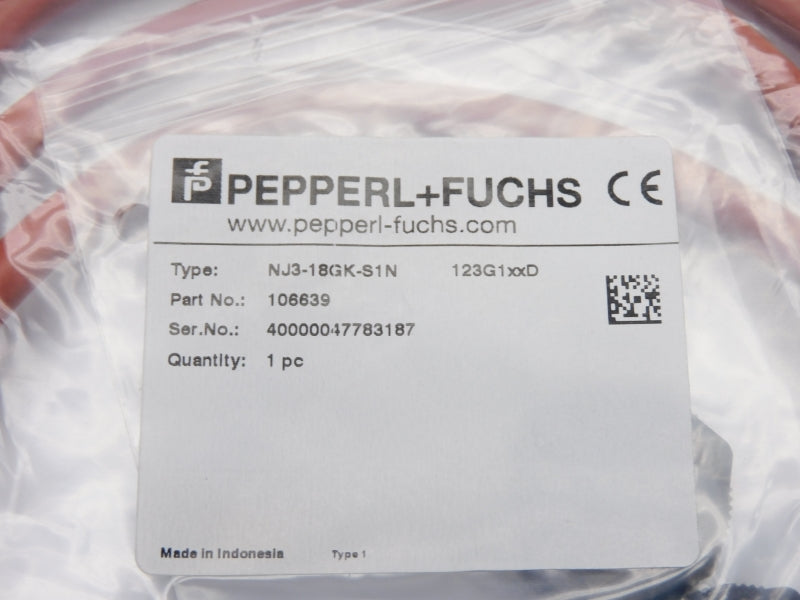 PEPPERL+FUCHS CE
www.pepperl-fuchs.com
Type: NJ3-18GK-S1N 123G1xxD
Part No.: 106639
Ser.No.: 40000047783187
Quantity: 1 pc
Made in Indonesia Type 1